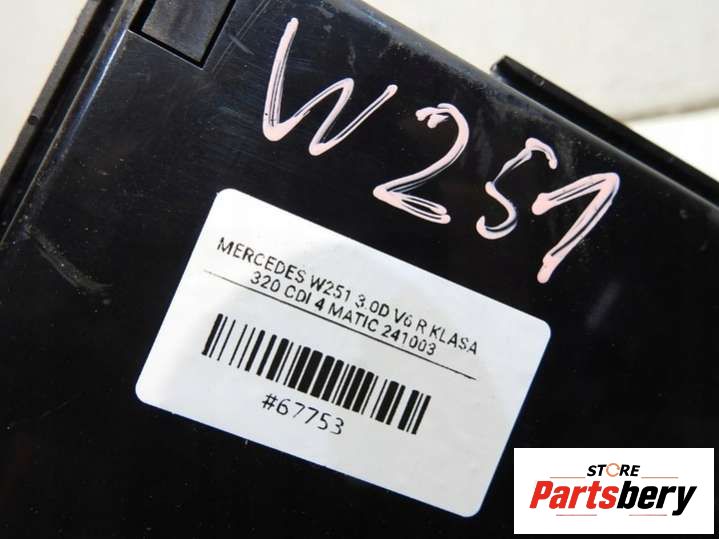 W251
MERCEDES W251 3.0D V6 R KLASA
320 CDI 4 MATIC 241003
#67753
STORE
Partsbery